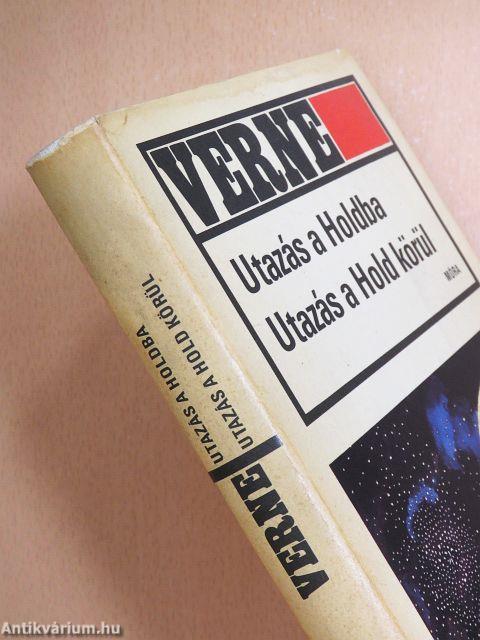 VERNE
Utazás a Holdba
Utazás a Hold körül
MÓRA
VERNE
UTAZÁS A HOLDBA
UTAZÁS A HOLD KÖRÜL
Antikvárium.hu